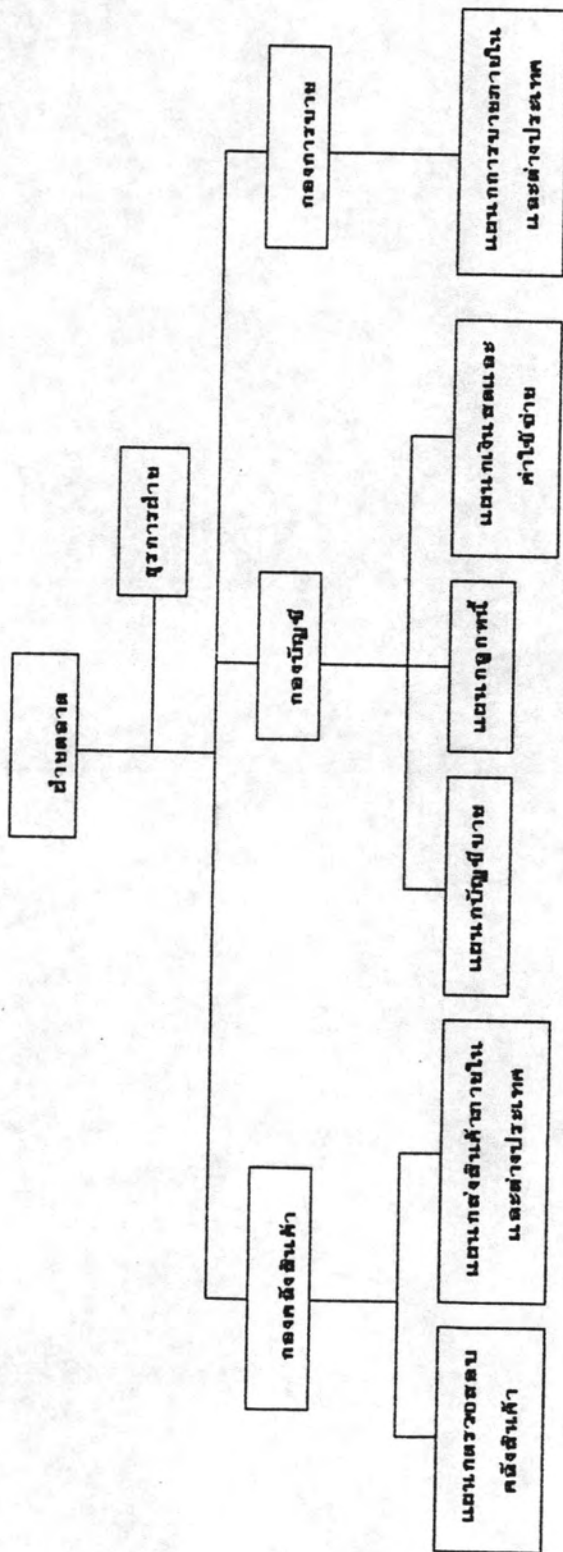 ฝ่ายตลาด
ธุรการฝ่าย
กองคลังสินค้า
กองบัญชี
กองการขาย
แผนกตรวจสอบ
คลังสินค้า
แผนกส่งสินค้าภายใน
และต่างประเทศ
แผนกบัญชีขาย
แผนกลูกหนี้
แผนกเงินสดและ
ค่าใช้จ่าย
แผนกการขายภายใน
และต่างประเทศ